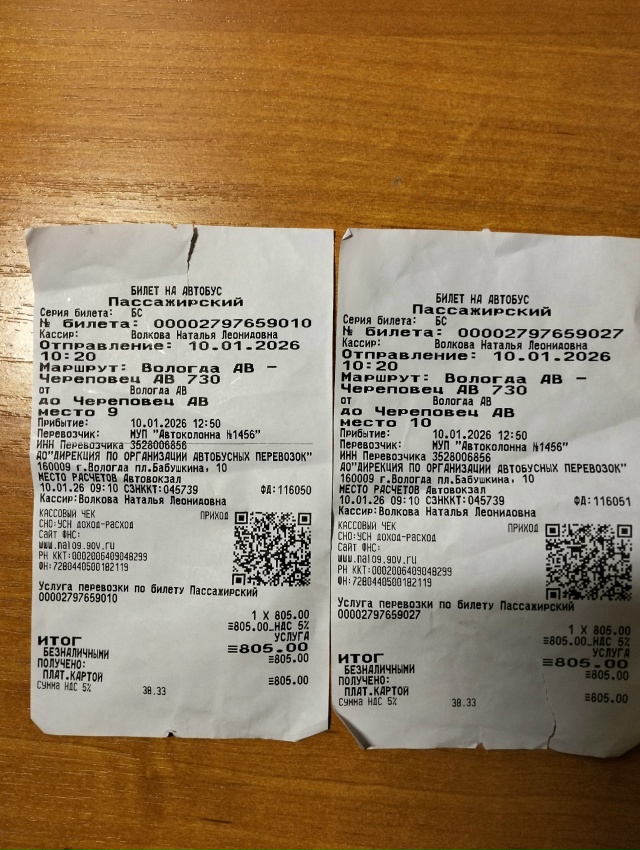 БИЛЕТ НА АВТОБУС
Пассажирский
Серия билета: БС
№ билета: 00002797659010
Кассир: Волкова Наталья Леонидовна
Отправление: 10.01.2026
10:20
Маршрут: Вологда АВ -
Череповец АВ 730
от Вологда АВ
до Череповец АВ
место 9
Прибытие: 10.01.2026 12:50
Перевозчик: МУП "Автоколонна №1456"
ИНН Перевозчика 3528006856
АО"ДИРЕКЦИЯ ПО ОРГАНИЗАЦИИ АВТОБУСНЫХ ПЕРЕВОЗОК"
160009 г.Вологда пл.Бабушкина, 10
МЕСТО РАСЧЕТОВ Автовокзал
10.01.26 09:10 СЗНККТ:045739 ФД:116050
Кассир:Волкова Наталья Леонидовна
КАССОВЫЙ ЧЕК ПРИХОД
СНО:УСН ДОХОД-РАСХОД
Сайт ФНС:
www.nalog.gov.ru
РН ККТ:0002006409048299
ФН:7280440500182119
Услуга перевозки по билету Пассажирский
00002797659010
1 X 805.00
≡805.00_НДС 5%
УСЛУГА
ИТОГ ≡805.00
БЕЗНАЛИЧНЫМИ ≡805.00
ПОЛУЧЕНО:
ПЛАТ.КАРТОЙ ≡805.00
СУММА НДС 5% 38.33
БИЛЕТ НА АВТОБУС
Пассажирский
Серия билета: БС
№ билета: 00002797659027
Кассир: Волкова Наталья Леонидовна
Отправление: 10.01.2026
10:20
Маршрут: Вологда АВ -
Череповец АВ 730
от Вологда АВ
до Череповец АВ
место 10
Прибытие: 10.01.2026 12:50
Перевозчик: МУП "Автоколонна №1456"
ИНН Перевозчика 3528006856
АО"ДИРЕКЦИЯ ПО ОРГАНИЗАЦИИ АВТОБУСНЫХ ПЕРЕВОЗОК"
160009 г.Вологда пл.Бабушкина, 10
МЕСТО РАСЧЕТОВ Автовокзал
10.01.26 09:10 СЗНККТ:045739 ФД:116051
Кассир:Волкова Наталья Леонидовна
КАССОВЫЙ ЧЕК ПРИХОД
СНО:УСН ДОХОД-РАСХОД
Сайт ФНС:
www.nalog.gov.ru
РН ККТ:0002006409048299
ФН:7280440500182119
Услуга перевозки по билету Пассажирский
00002797659027
1 X 805.00
≡805.00_НДС 5%
УСЛУГА
ИТОГ ≡805.00
БЕЗНАЛИЧНЫМИ ≡805.00
ПОЛУЧЕНО:
ПЛАТ.КАРТОЙ ≡805.00
СУММА НДС 5% 38.33